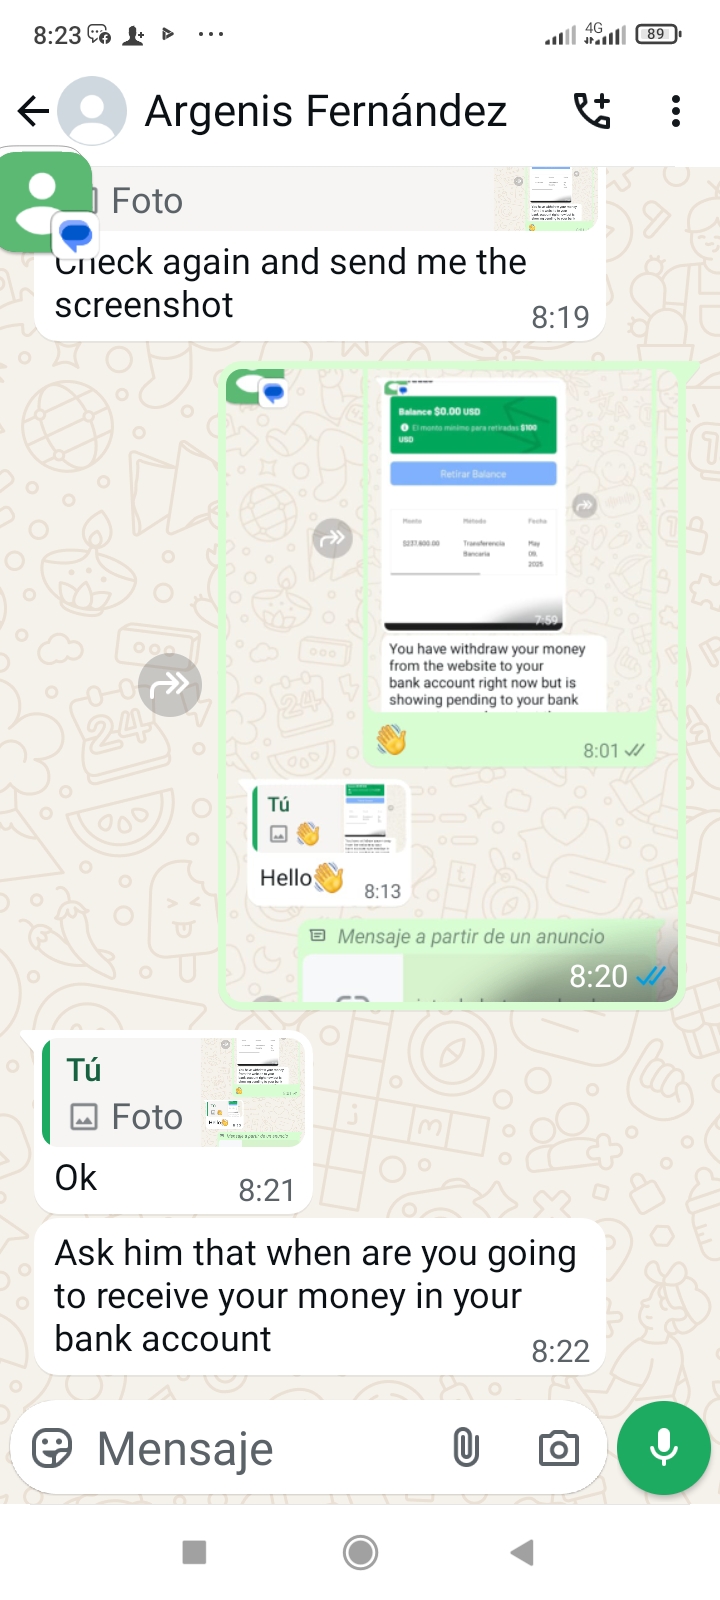 8:23
4G
89
Argenis Fernández
Foto
Check again and send me the
screenshot
8:19
Balance $0.00 USD
El monto mínimo para retiradas $100
USD
Retirar Balance
Monto Método Fecha
$237,600.00 Transferencia May
Bancaria 09,
2025
7:59
You have withdraw your money
from the website to your
bank account right now but is
showing pending to your bank
8:01
Tú
Hello👋 8:13
Mensaje a partir de un anuncio
8:20
Tú
Foto
Ok
8:21
Ask him that when are you going
to receive your money in your
bank account
8:22
Mensaje